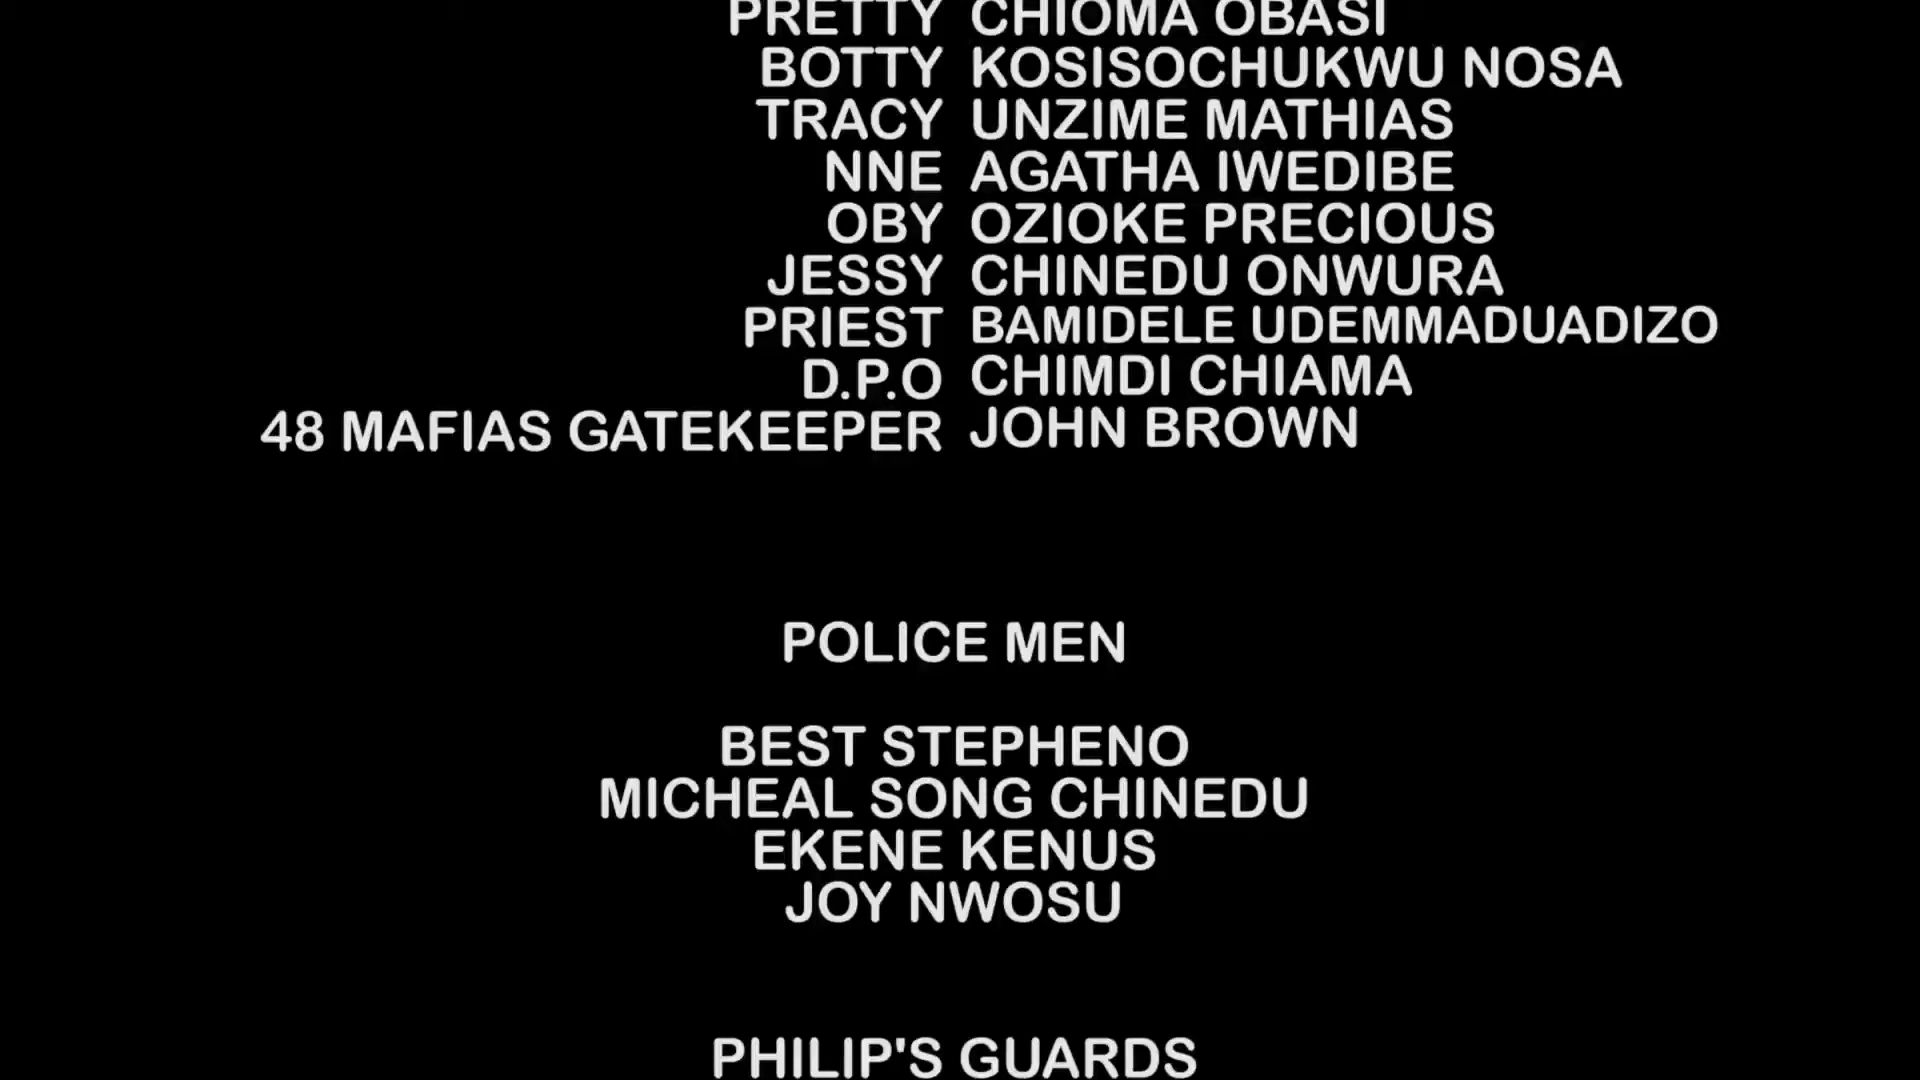 PRETTY CHIOMA OBASI
BOTTY KOSISOCHUKWU NOSA
TRACY UNZIME MATHIAS
NNE AGATHA IWEDIBE
OBY OZIOKE PRECIOUS
JESSY CHINEDU ONWURA
PRIEST BAMIDELE UDEMMADUADIZO
D.P.O CHIMDI CHIAMA
48 MAFIAS GATEKEEPER JOHN BROWN
POLICE MEN
BEST STEPHENO
MICHEAL SONG CHINEDU
EKENE KENUS
JOY NWOSU
PHILIP'S GUARDS